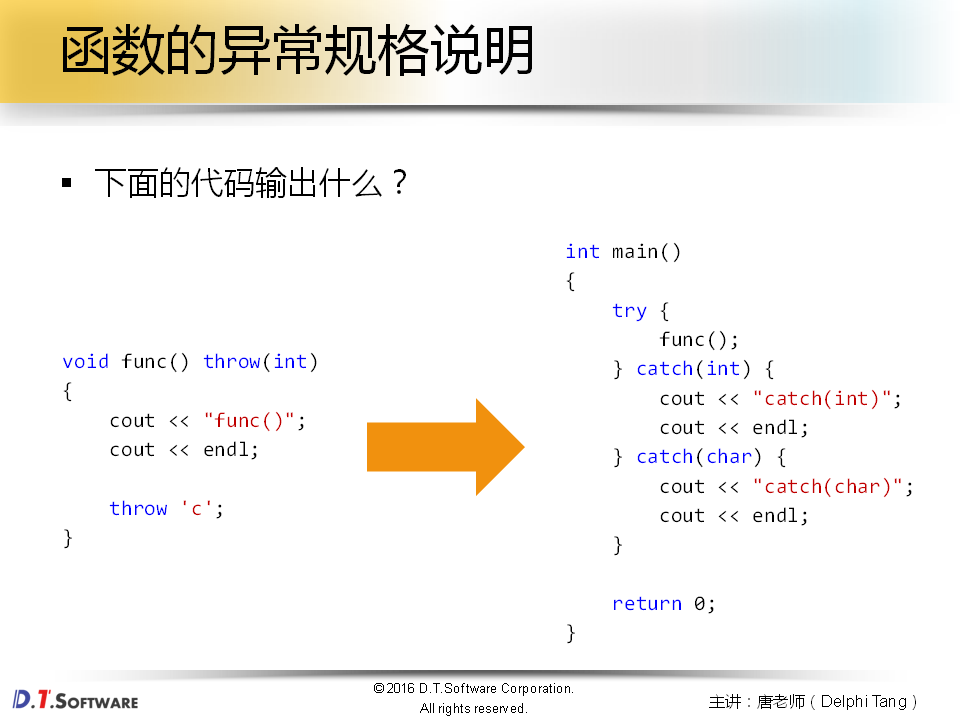 函数的异常规格说明
▪ 下面的代码输出什么？
void func() throw(int)
{
    cout << "func()";
    cout << endl;

    throw 'c';
}
int main()
{
    try {
        func();
    } catch(int) {
        cout << "catch(int)";
        cout << endl;
    } catch(char) {
        cout << "catch(char)";
        cout << endl;
    }

    return 0;
}
D.T.SOFTWARE
©2016 D.T.Software Corporation.
All rights reserved.
主讲：唐老师（Delphi Tang）